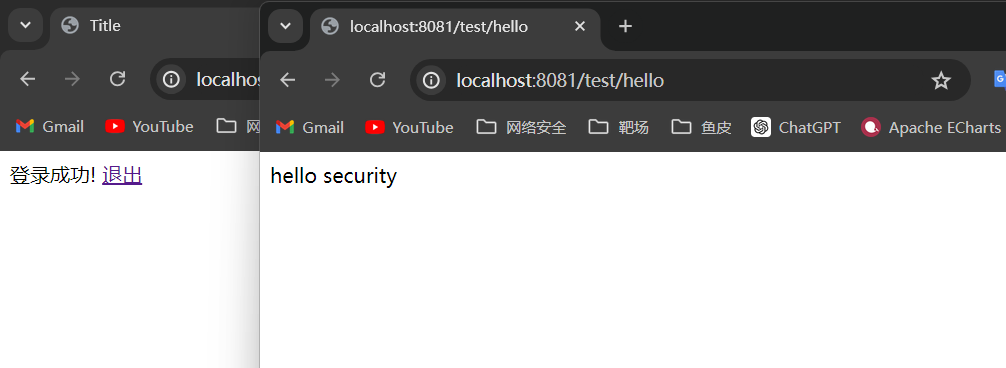 Title
localhost:8081/test/hello
localhos
localhost:8081/test/hello
Gmail YouTube
Gmail YouTube 网络安全 靶场 鱼皮 ChatGPT Apache ECharts
登录成功! 退出
hello security